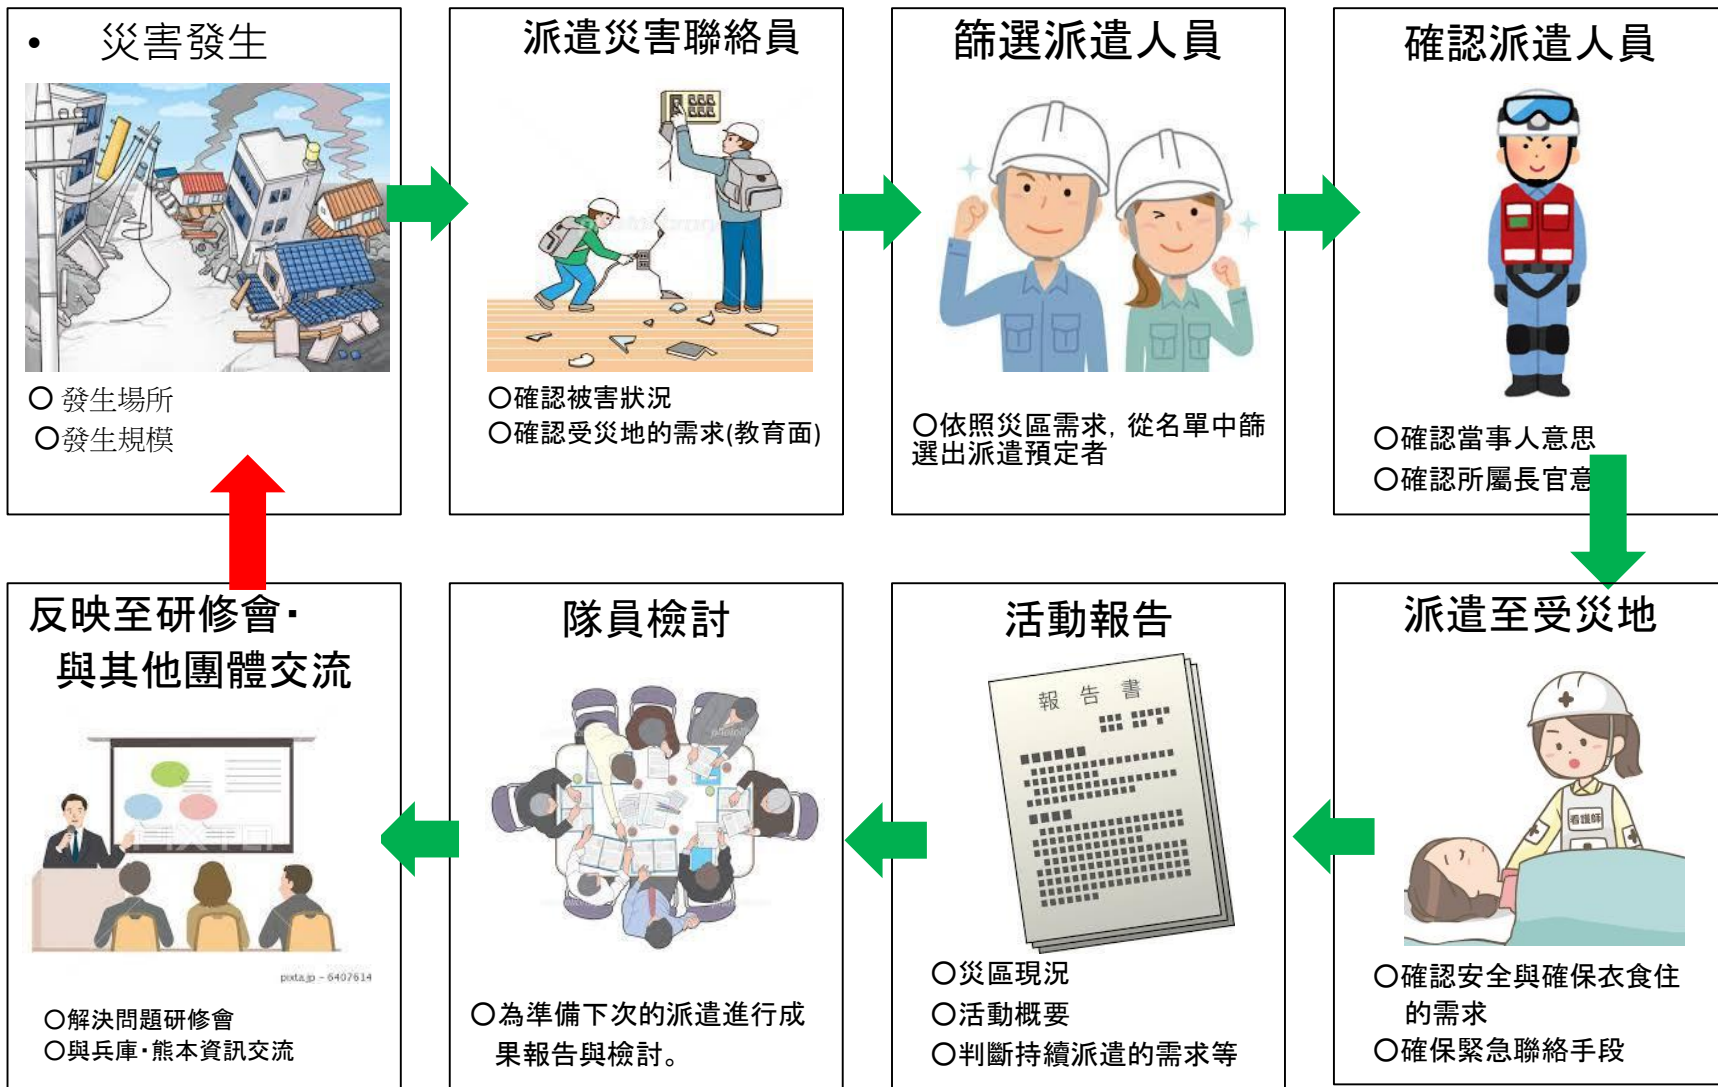 • 災害發生
○ 發生場所
○發生規模
派遣災害聯絡員
○確認被害狀況
○確認受災地的需求(教育面)
篩選派遣人員
○依照災區需求, 從名單中篩
選出派遣預定者
確認派遣人員
○確認當事人意思
○確認所屬長官意
派遣至受災地
看護師
○確認安全與確保衣食住
的需求
○確保緊急聯絡手段
活動報告
報 告 書
○災區現況
○活動概要
○判斷持續派遣的需求等
隊員檢討
○為準備下次的派遣進行成
果報告與檢討。
反映至研修會・
與其他團體交流
pixta.jp - 6407614
○解決問題研修會
○與兵庫・熊本資訊交流